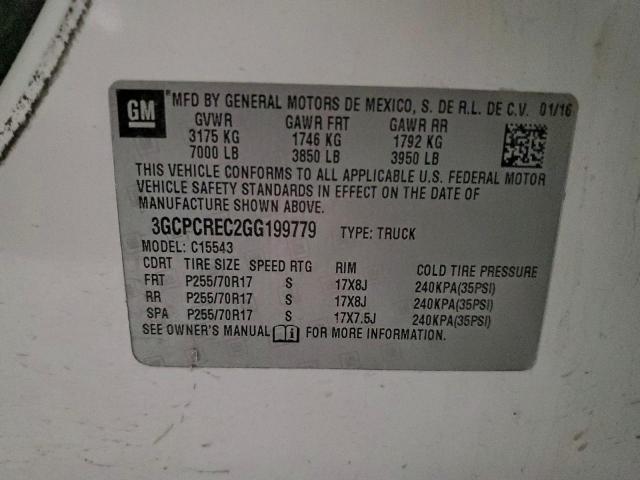 GM
*MFD BY GENERAL MOTORS DE MEXICO, S. DE R.L. DE C.V. 01/16
GVWR GAWR FRT GAWR RR
3175 KG 1746 KG 1792 KG
7000 LB 3850 LB 3950 LB
THIS VEHICLE CONFORMS TO ALL APPLICABLE U.S. FEDERAL MOTOR
VEHICLE SAFETY STANDARDS IN EFFECT ON THE DATE OF
MANUFACTURE SHOWN ABOVE.
3GCPCREC2GG199779 TYPE: TRUCK
MODEL: C15543
CDRT TIRE SIZE SPEED RTG RIM COLD TIRE PRESSURE
FRT P255/70R17 S 17X8J 240KPA(35PSI)
RR P255/70R17 S 17X8J 240KPA(35PSI)
SPA P255/70R17 S 17X7.5J 240KPA(35PSI)
SEE OWNER'S MANUAL FOR MORE INFORMATION.